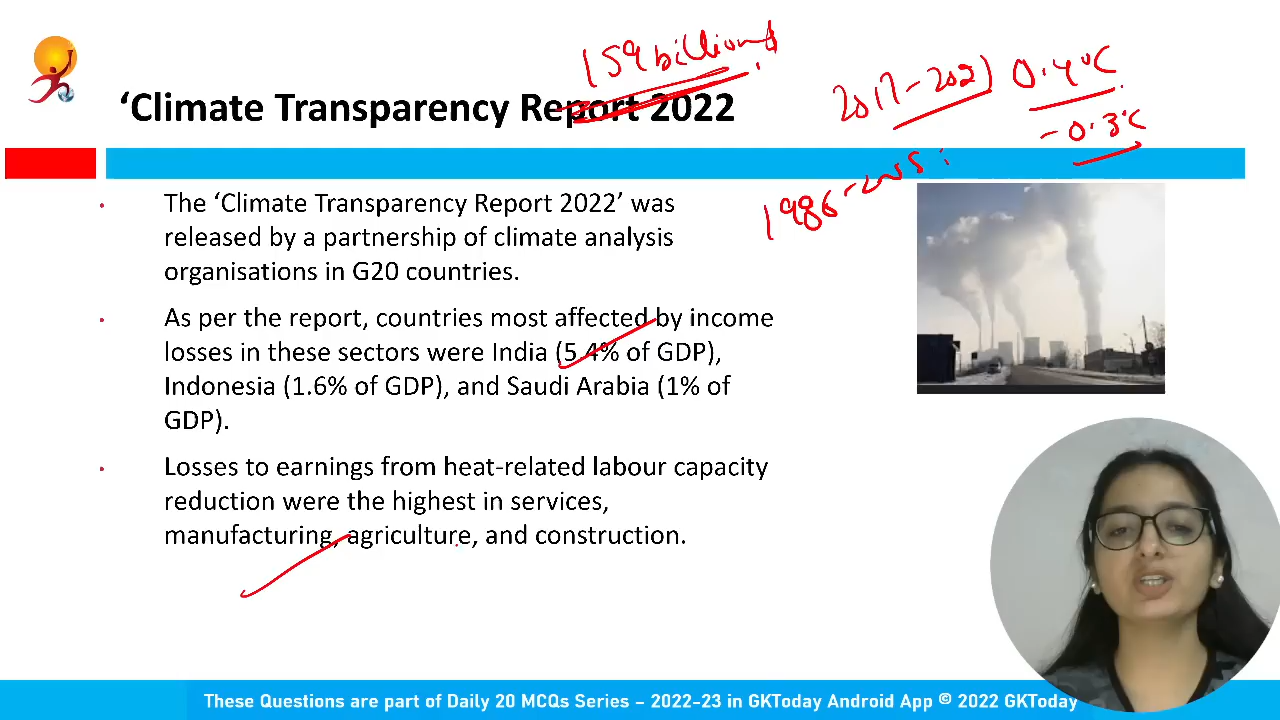 159 billion $
‘Climate Transparency Report 2022
2017-2021 0.4°C
-0.3°C
1986-2005:
The ‘Climate Transparency Report 2022’ was
released by a partnership of climate analysis
organisations in G20 countries.
As per the report, countries most affected by income
losses in these sectors were India (5.4% of GDP),
Indonesia (1.6% of GDP), and Saudi Arabia (1% of
GDP).
Losses to earnings from heat-related labour capacity
reduction were the highest in services,
manufacturing, agriculture, and construction.
These Questions are part of Daily 20 MCQs Series – 2022-23 in GKToday Android App © 2022 GKToday